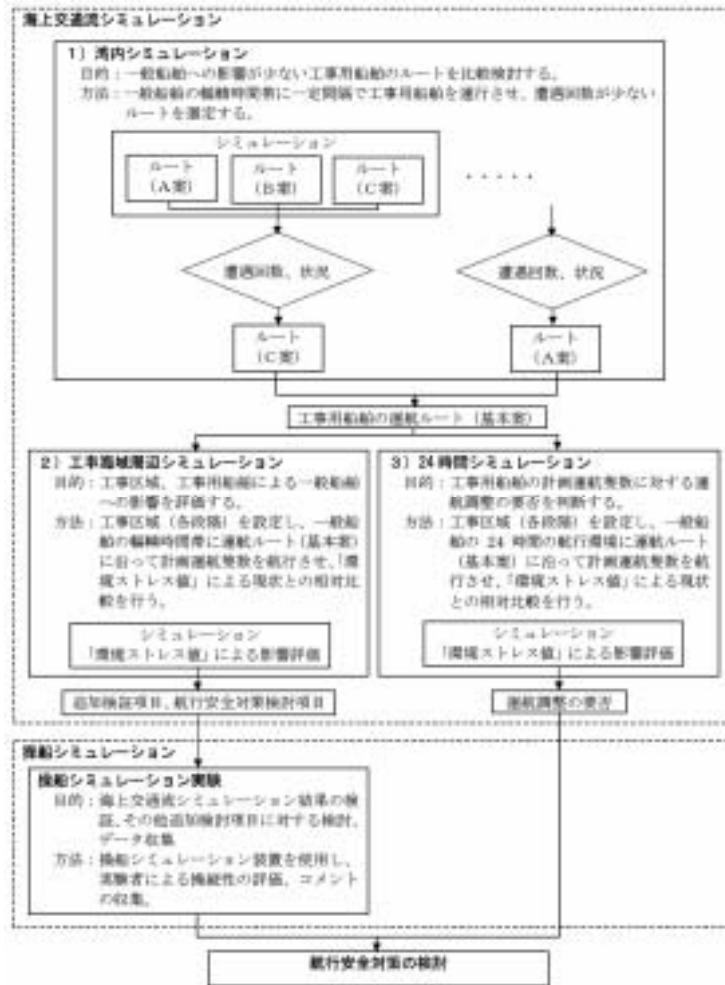 海上交通流シミュレーション
1）湾内シミュレーション
目的：一般船舶への影響が少ない工事用船舶のルートを比較検討する。
方法：一般船舶の輻輳時間帯に一定間隔で工事用船舶を運行させ、遭遇回数が少ない
ルートを選定する。
シミュレーション
ルート
（A案）
ルート
（B案）
ルート
（C案）
・・・・・
遭遇回数、状況
遭遇回数、状況
ルート
（C案）
ルート
（A案）
工事用船舶の運航ルート（基本案）
2）工事海域周辺シミュレーション
目的：工事区域、工事用船舶による一般船舶
への影響を評価する。
方法：工事区域（各段階）を設定し、一般船
舶の輻輳時間帯に運航ルート(基本案)
に沿って計画運航隻数を航行させ、「環
境ストレス値」による現状との相対比
較を行う。
シミュレーション
「環境ストレス値」による影響評価
3）24時間シミュレーション
目的：工事用船舶の計画運航隻数に対する運
航調整の要否を判断する。
方法：工事区域（各段階）を設定し、一般船
舶の 24 時間の航行環境に運航ルート
（基本案）に沿って計画運航隻数を航
行させ、「環境ストレス値」による現状
との相対比較を行う。
シミュレーション
「環境ストレス値」による影響評価
追加検証項目、航行安全対策検討項目
運航調整の要否
操船シミュレーション
操船シミュレーション実験
目的：海上交通流シミュレーション結果の検
証、その他追加検討項目に対する検討、
データ収集
方法：操船シミュレーション装置を使用し、
実験者による操縦性の評価、コメント
の収集。
航行安全対策の検討